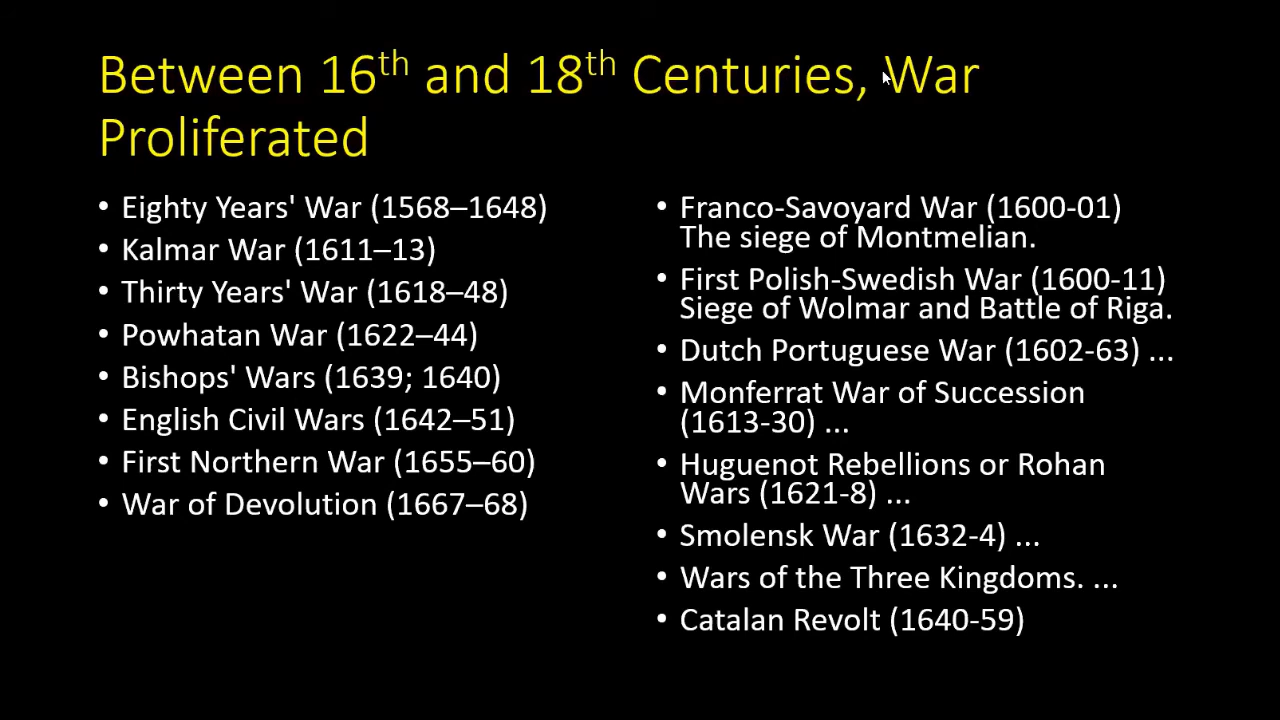 Between 16th and 18th Centuries, War
Proliferated
• Eighty Years' War (1568–1648)
• Kalmar War (1611–13)
• Thirty Years' War (1618–48)
• Powhatan War (1622–44)
• Bishops' Wars (1639; 1640)
• English Civil Wars (1642–51)
• First Northern War (1655–60)
• War of Devolution (1667–68)
• Franco-Savoyard War (1600-01)
The siege of Montmelian.
• First Polish-Swedish War (1600-11)
Siege of Wolmar and Battle of Riga.
• Dutch Portuguese War (1602-63) ...
• Monferrat War of Succession
(1613-30) ...
• Huguenot Rebellions or Rohan
Wars (1621-8) ...
• Smolensk War (1632-4) ...
• Wars of the Three Kingdoms. ...
• Catalan Revolt (1640-59)